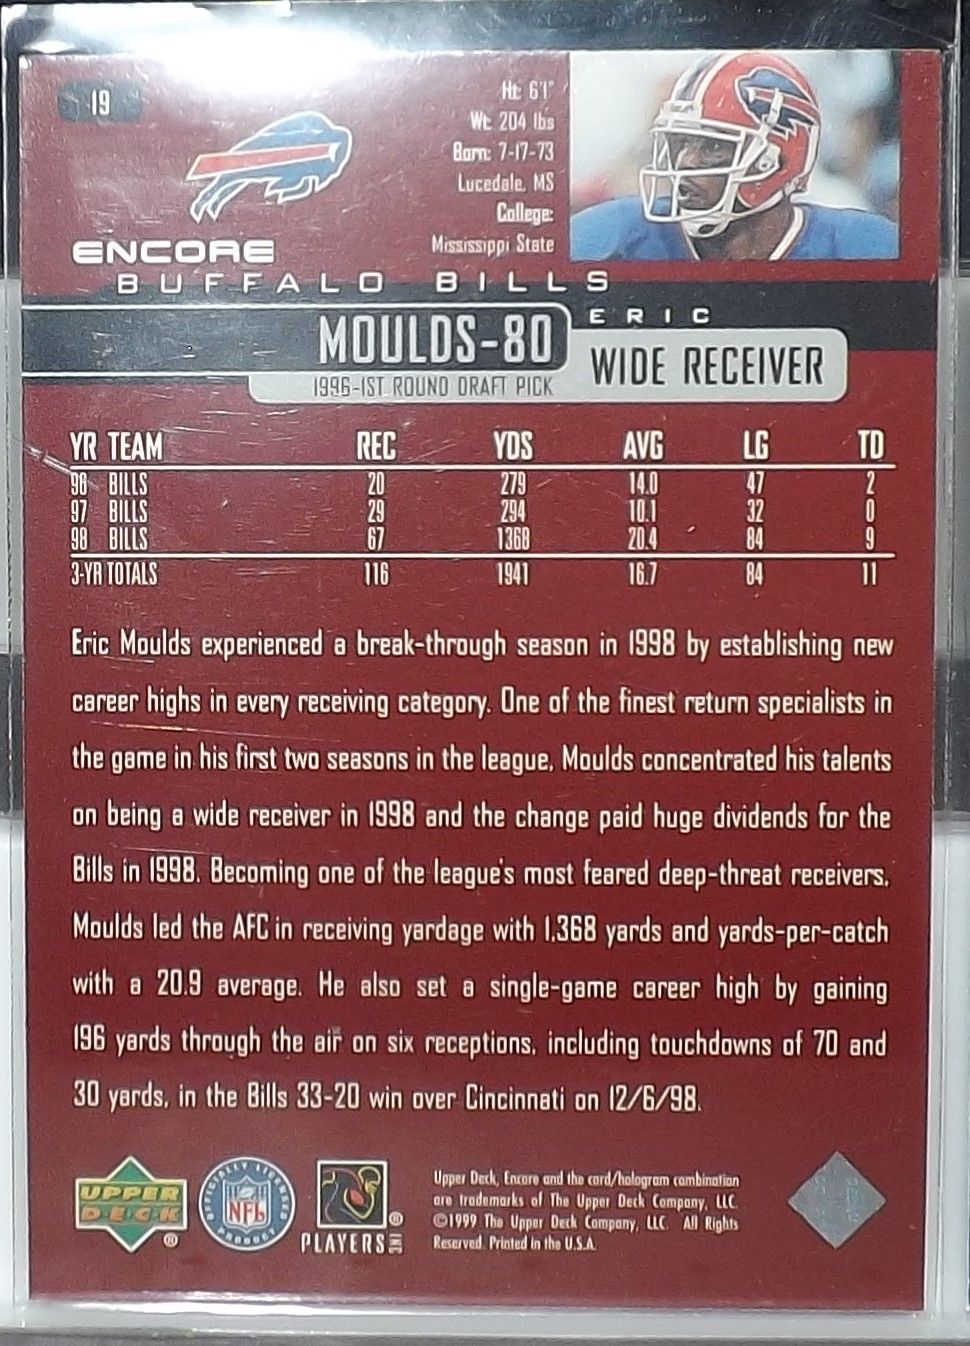 19
Ht: 6'1"
Wt: 204 lbs
Born: 7-17-73
Lucedale, MS
College:
Mississippi State
ENCORE
BUFFALO BILLS
ERIC
MOULDS-80
WIDE RECEIVER
1996-1ST ROUND DRAFT PICK
YR TEAM REC YDS AVG LG TD
96 BILLS 20 279 14.0 47 2
97 BILLS 29 294 10.1 32 0
98 BILLS 67 1368 20.4 84 9
3-YR TOTALS 116 1941 16.7 84 11
Eric Moulds experienced a break-through season in 1998 by establishing new
career highs in every receiving category. One of the finest return specialists in
the game in his first two seasons in the league, Moulds concentrated his talents
on being a wide receiver in 1998 and the change paid huge dividends for the
Bills in 1998. Becoming one of the league's most feared deep-threat receivers,
Moulds led the AFC in receiving yardage with 1,368 yards and yards-per-catch
with a 20.9 average. He also set a single-game career high by gaining
196 yards through the air on six receptions, including touchdowns of 70 and
30 yards, in the Bills 33-20 win over Cincinnati on 12/6/98.
UPPER
DECK
®
OFFICIALLY LICENSED
NFL
PRODUCT
®
PLAYERS INC
Upper Deck, Encore and the card/hologram combination
are trademarks of The Upper Deck Company, LLC.
©1999 The Upper Deck Company, LLC. All Rights
Reserved. Printed in the U.S.A.